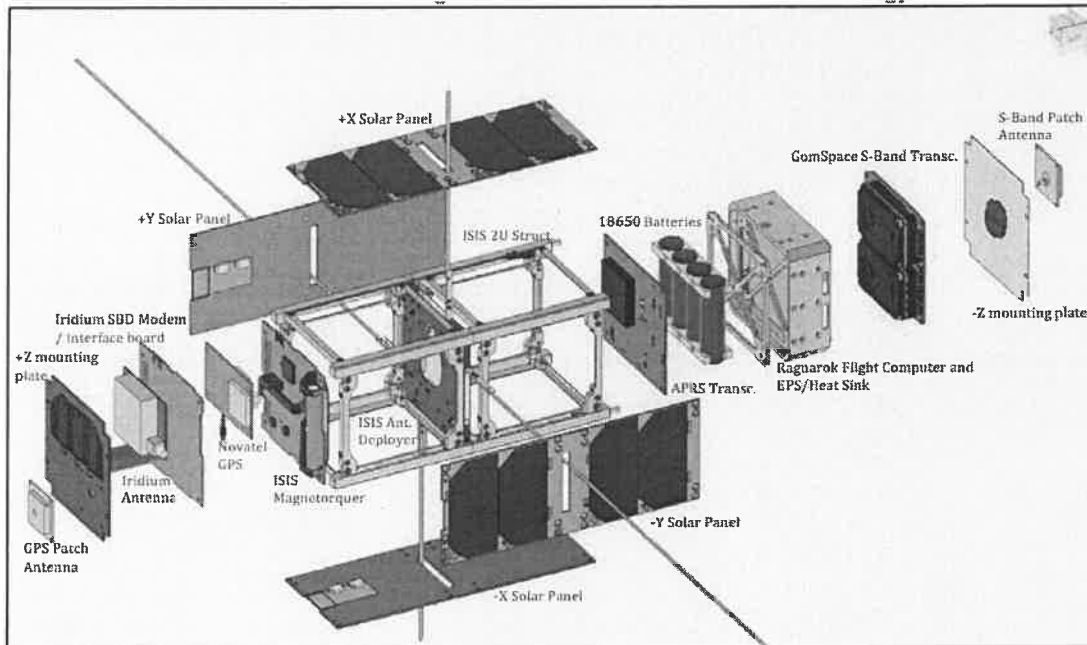 +X Solar Panel
S-Band Patch
Antenna
GomSpace S-Band Transc.
+Y Solar Panel
18650 Batteries
ISIS 2U Struct.
-Z mounting plate
Iridium SBD Modem
/ interface board
+Z mounting
plate
Ragnarok Flight Computer and
EPS/Heat Sink
APRS Transc.
ISIS Ant.
Deployer
Novatel
GPS
Iridium
Antenna
ISIS
Magnetorquer
-Y Solar Panel
GPS Patch
Antenna
-X Solar Panel